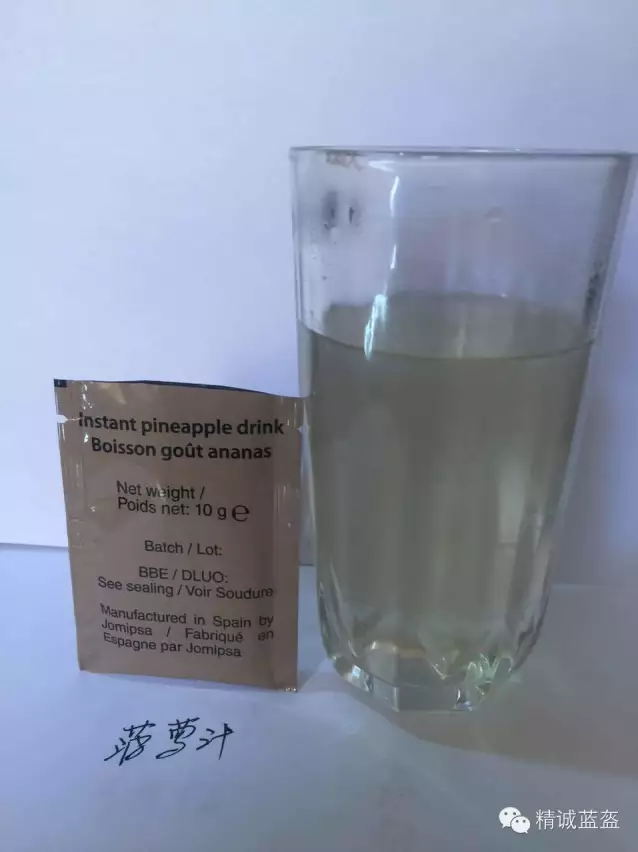 Instant pineapple drink
Boisson goût ananas
Net weight /
Poids net: 10 g e
Batch / Lot:
BBE / DLUO:
See sealing / Voir Soudure
Manufactured in Spain by
Jomipsa / Fabriqué en
Espagne par Jomipsa
菠萝汁
精诚蓝盔